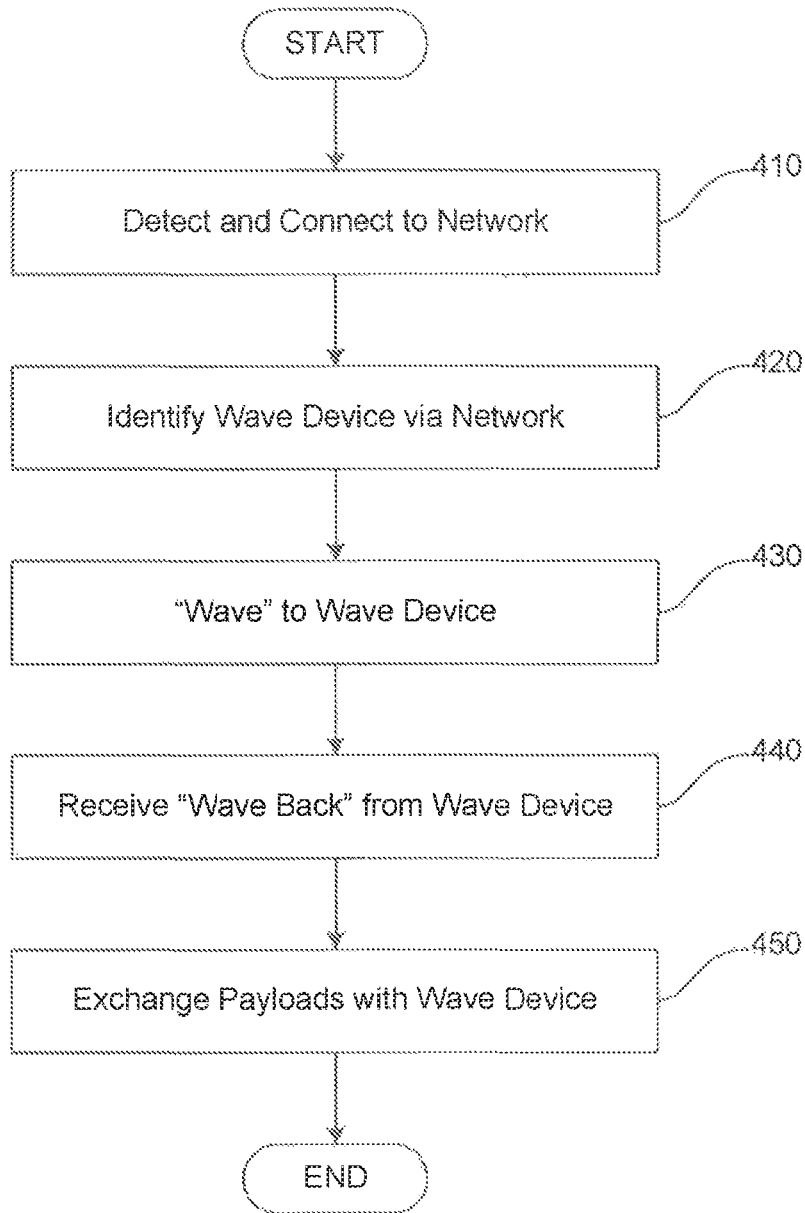 START
410
Detect and Connect to Network
420
Identify Wave Device via Network
430
“Wave” to Wave Device
440
Receive “Wave Back” from Wave Device
450
Exchange Payloads with Wave Device
END